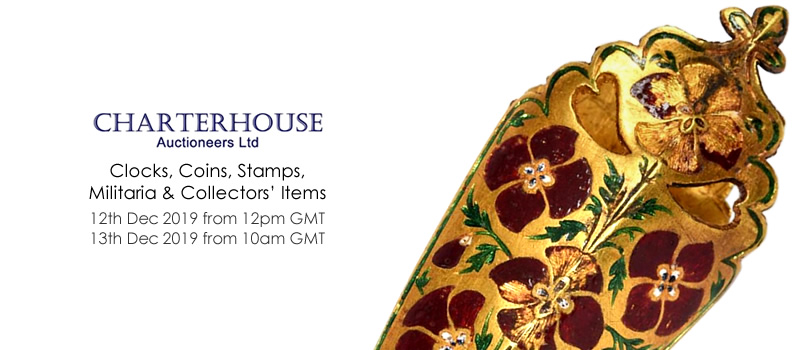 CHARTERHOUSE
Auctioneers Ltd
Clocks, Coins, Stamps,
Militaria & Collectors’ Items
12th Dec 2019 from 12pm GMT
13th Dec 2019 from 10am GMT